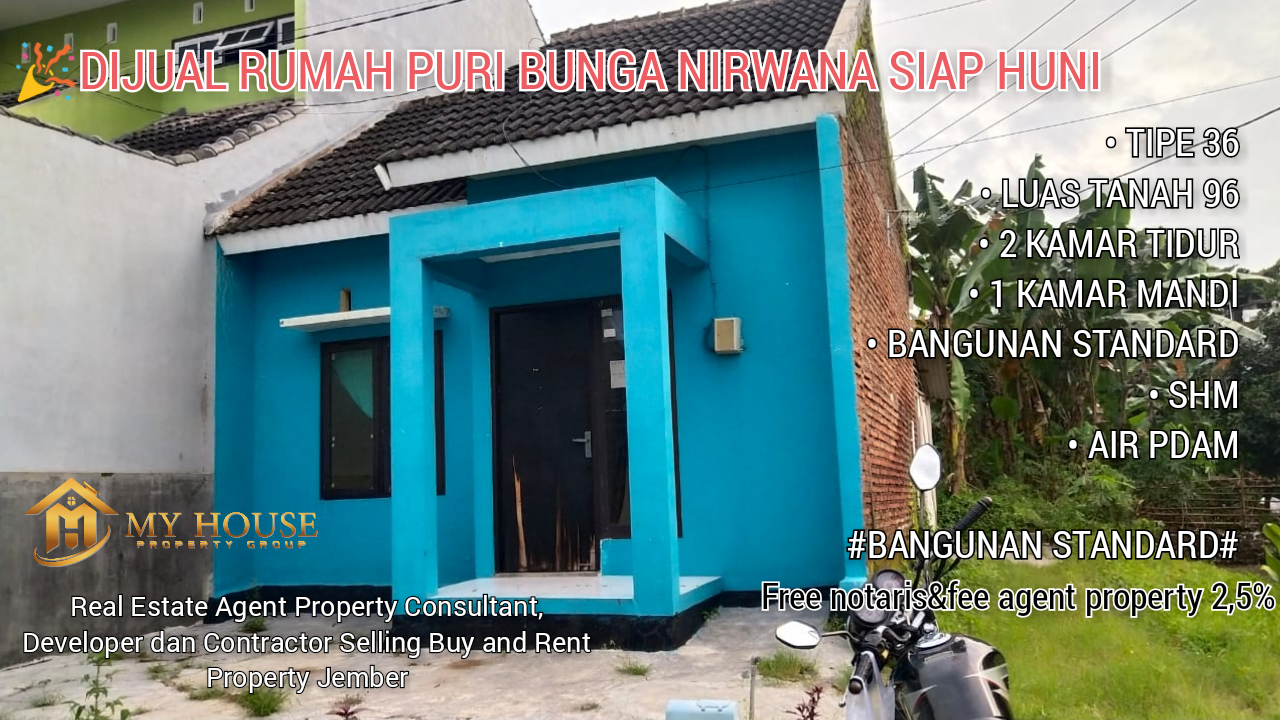 DIJUAL RUMAH PURI BUNGA NIRWANA SIAP HUNI
• TIPE 36
• LUAS TANAH 96
• 2 KAMAR TIDUR
• 1 KAMAR MANDI
• BANGUNAN STANDARD
• SHM
• AIR PDAM
#BANGUNAN STANDARD#
Free notaris&fee agent property 2,5%
MY HOUSE
PROPERTY GROUP
Real Estate Agent Property Consultant,
Developer dan Contractor Selling Buy and Rent
Property Jember